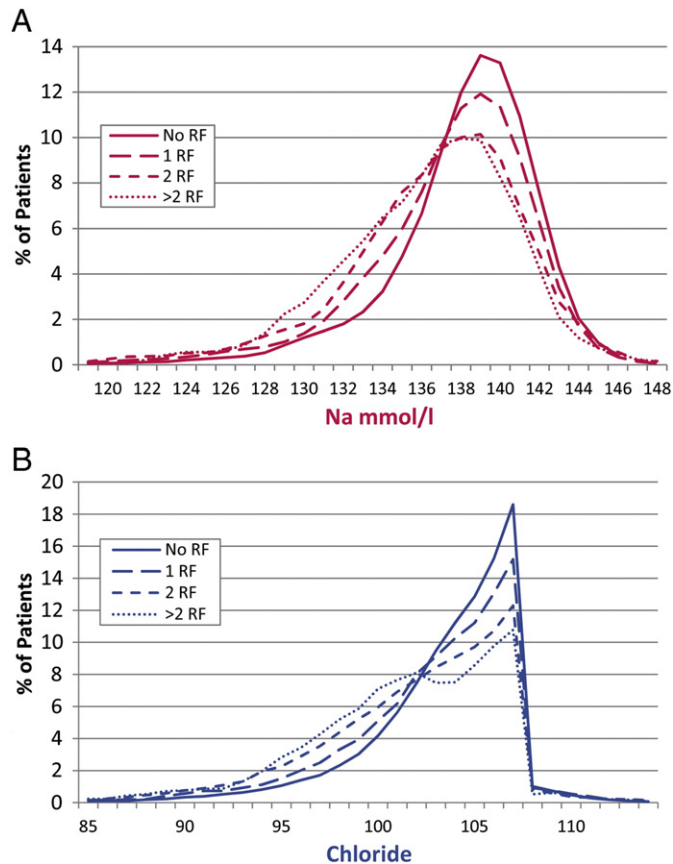 A
14
12
10
8
6
4
2
0
% of Patients
No RF
1 RF
2 RF
>2 RF
120 122 124 126 128 130 132 132 134 136 138 140 142 144 146 148
Na mmol/l
B
20
18
16
14
12
10
8
6
4
2
0
% of Patients
No RF
1 RF
2 RF
>2 RF
85 90 95 100 105 110
Chloride